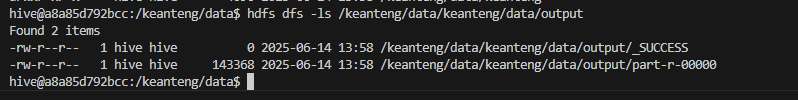 hive@a8a85d792bcc:/keanteng/data$ hdfs dfs -ls /keanteng/data/keanteng/data/output
Found 2 items
-rw-r--r--   1 hive hive          0 2025-06-14 13:58 /keanteng/data/keanteng/data/output/_SUCCESS
-rw-r--r--   1 hive hive     143368 2025-06-14 13:58 /keanteng/data/keanteng/data/output/part-r-00000
hive@a8a85d792bcc:/keanteng/data$